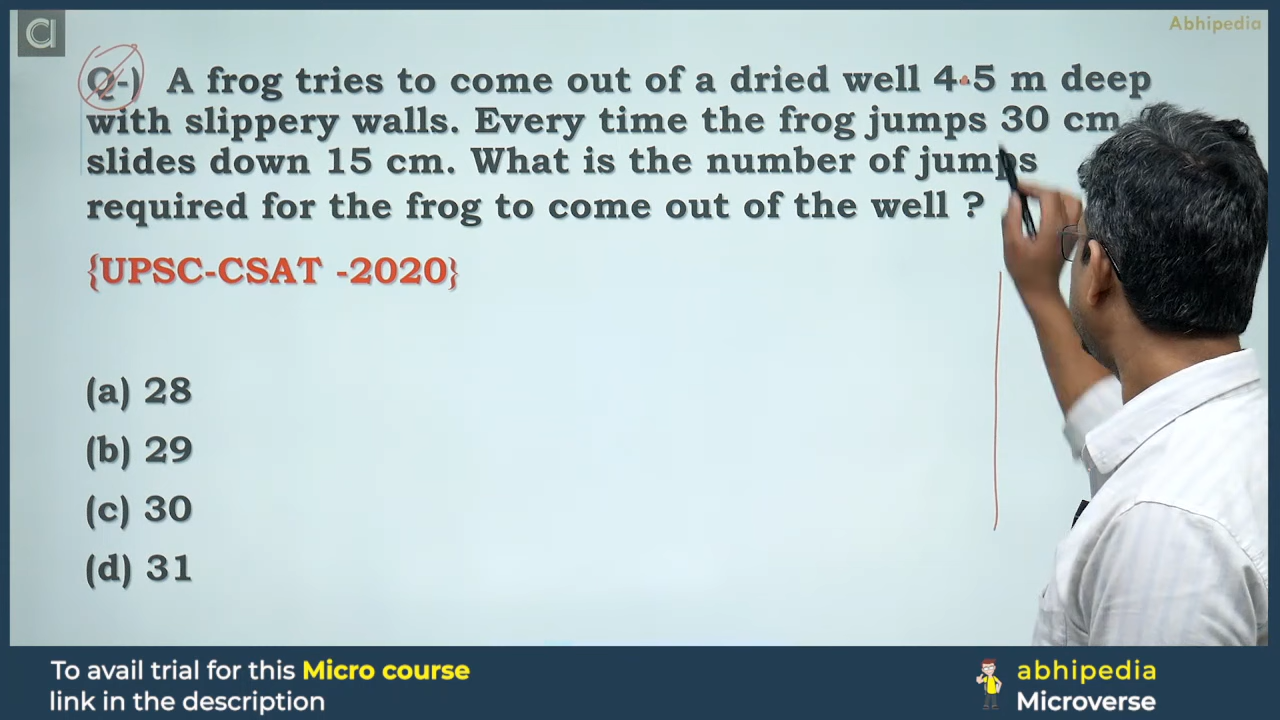 Abhipedia
Q-) A frog tries to come out of a dried well 4.5 m deep
with slippery walls. Every time the frog jumps 30 cm
slides down 15 cm. What is the number of jumps
required for the frog to come out of the well ?
{UPSC-CSAT -2020}
(a) 28
(b) 29
(c) 30
(d) 31
To avail trial for this Micro course
link in the description
abhipedia
Microverse